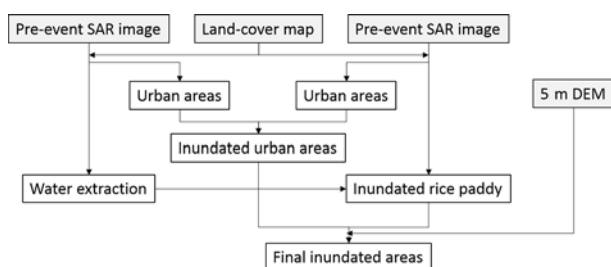 Pre-event SAR image
Land-cover map
Pre-event SAR image
Urban areas
Urban areas
5 m DEM
Inundated urban areas
Water extraction
Inundated rice paddy
Final inundated areas